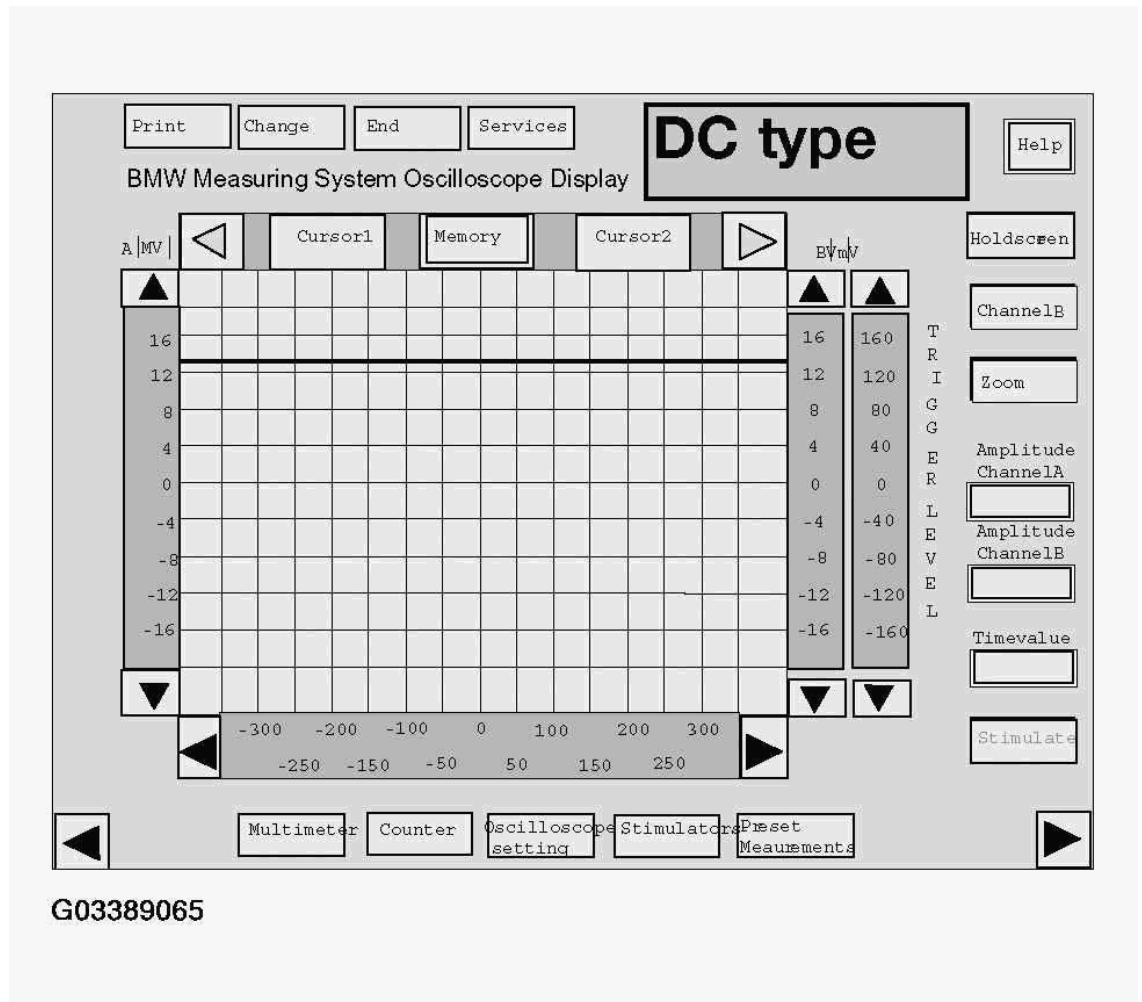 Print Change End Services DC type Help
BMW Measuring System Oscilloscope Display
A|MV| Cursor1 Memory Cursor2 BVmV Holdscreen
ChannelB
Zoom
16 16 160
12 12 120
8 8 80
4 4 40
0 0 0
-4 -4 -40
-8 -8 -80
-12 -12 -120
-16 -16 -160
TRIGGER LEVEL
Amplitude
ChannelA
Amplitude
ChannelB
Timevalue
Stimulate
-300 -200 -100 0 100 200 300
-250 -150 -50 50 150 250
Multimeter Counter Oscilloscope Stimulators Preset
setting Meaurements
G03389065